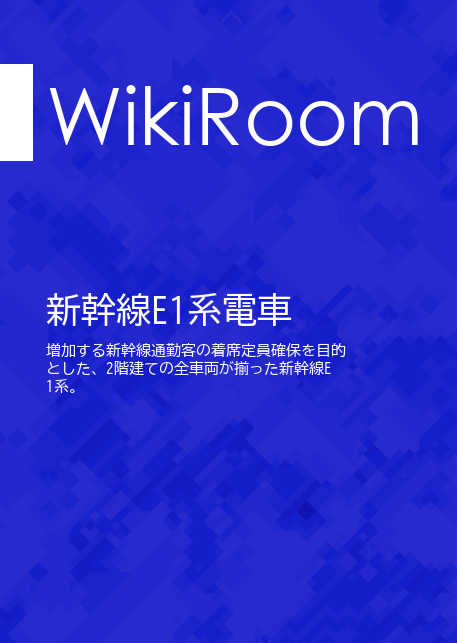 WikiRoom
新幹線E1系電車
増加する新幹線通勤客の着席定員確保を目的
とした、2階建ての全車両が揃った新幹線E
1系。